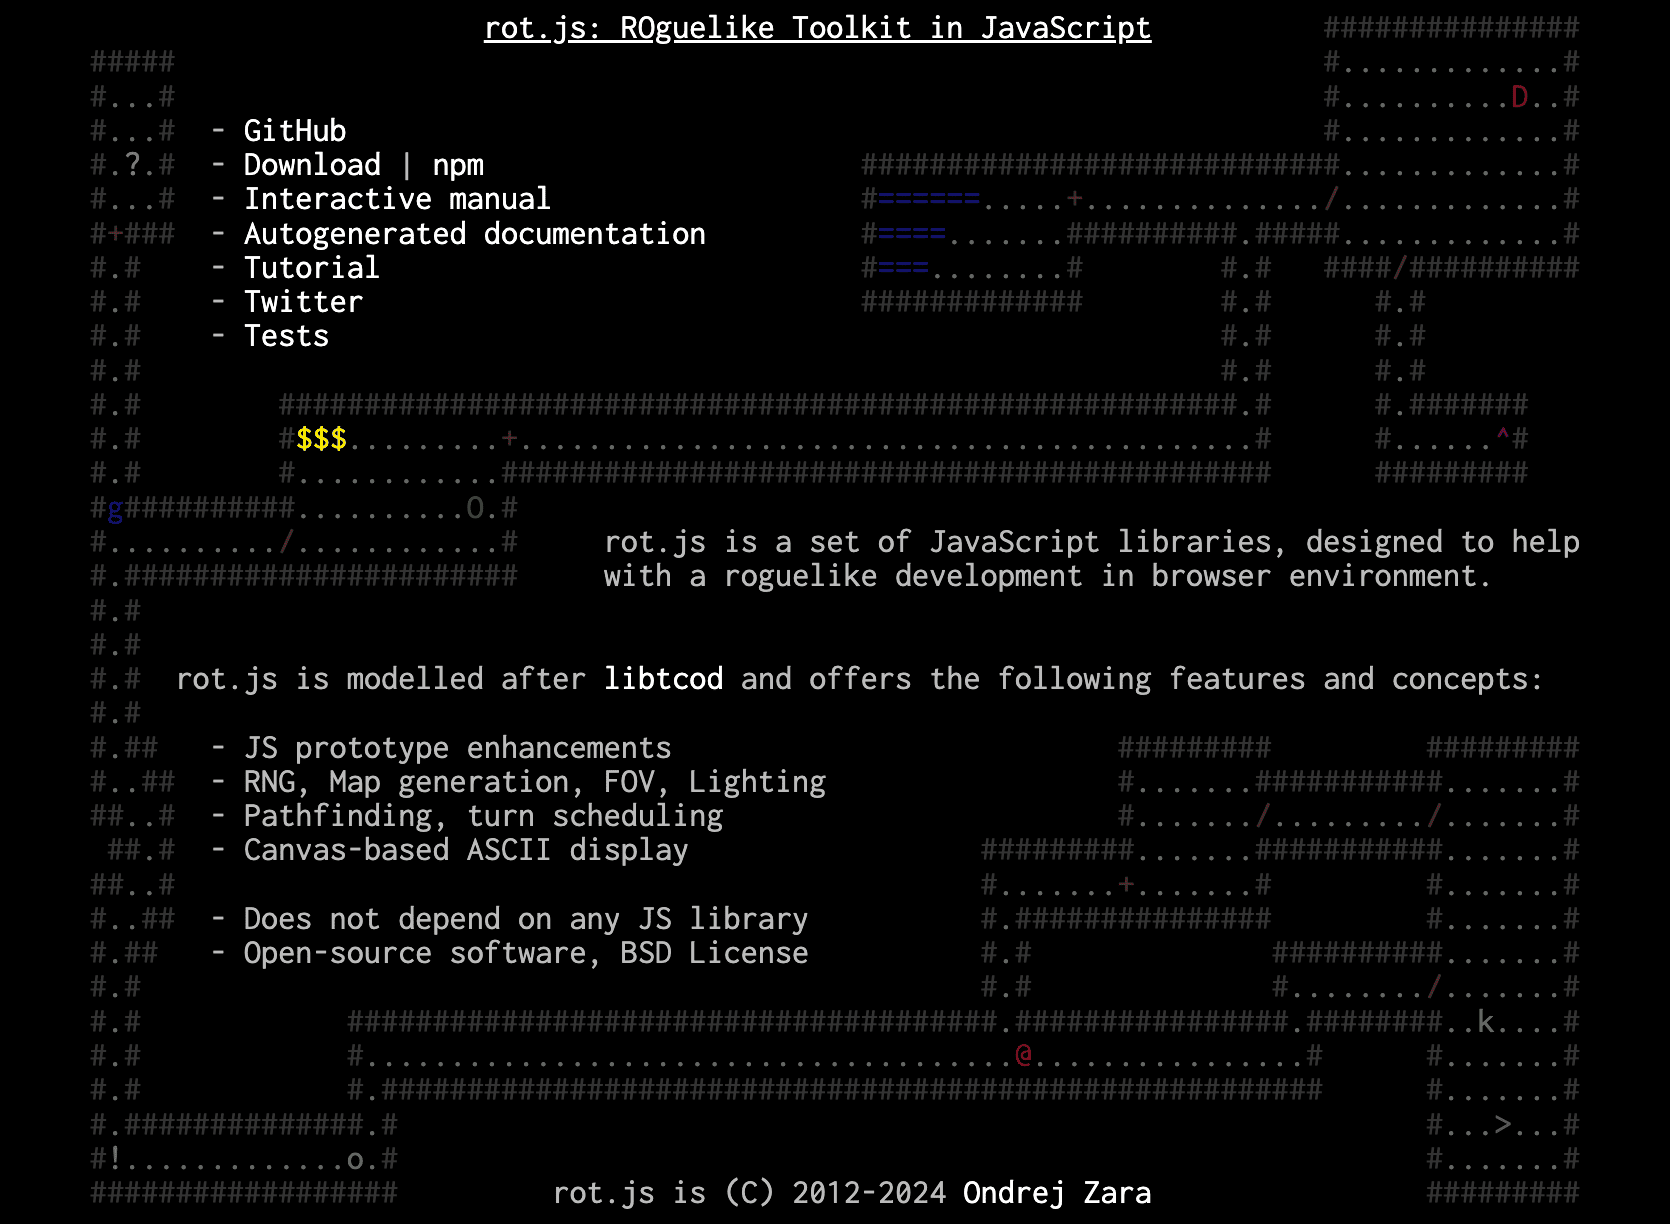 rot.js: ROguelike Toolkit in JavaScript
- GitHub
- Download | npm
- Interactive manual
- Autogenerated documentation
- Tutorial
- Twitter
- Tests
rot.js is a set of JavaScript libraries, designed to help
with a roguelike development in browser environment.
rot.js is modelled after libtcod and offers the following features and concepts:
- JS prototype enhancements
- RNG, Map generation, FOV, Lighting
- Pathfinding, turn scheduling
- Canvas-based ASCII display
- Does not depend on any JS library
- Open-source software, BSD License
rot.js is (C) 2012-2024 Ondrej Zara